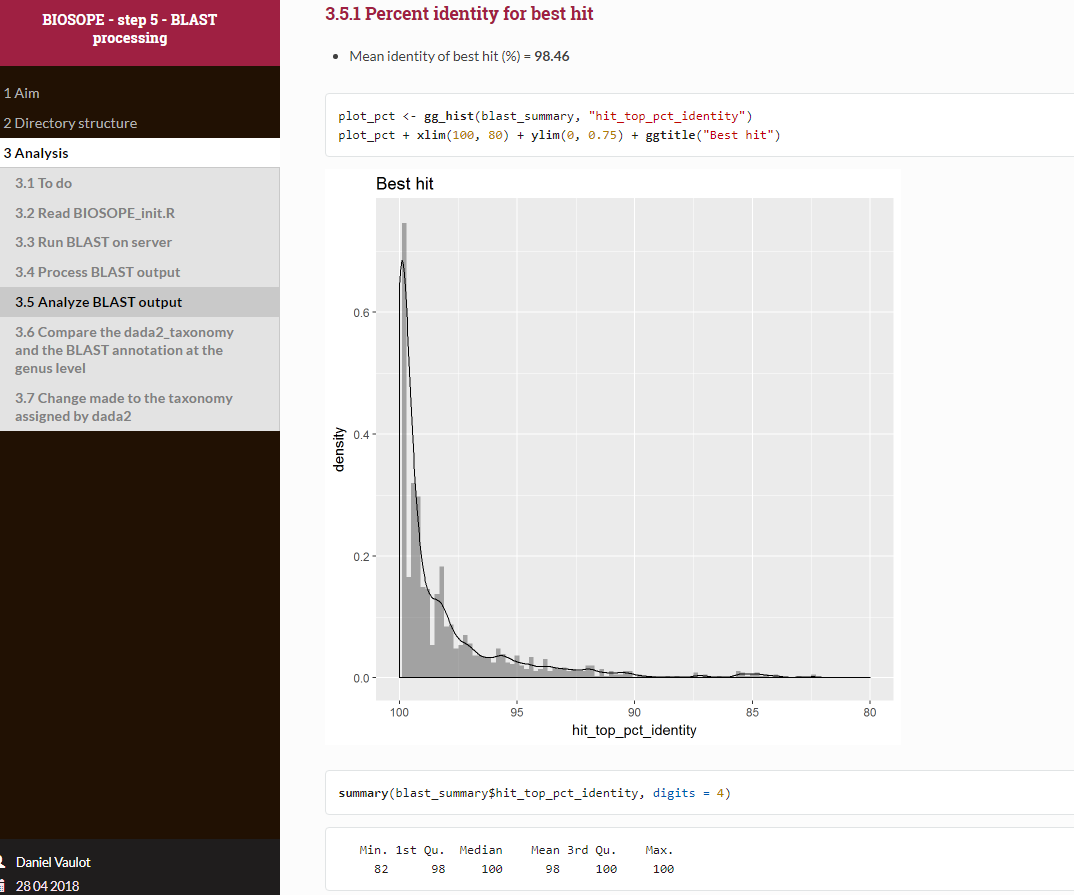 BIOSOPE - step 5 - BLAST
processing
1 Aim
2 Directory structure
3 Analysis
3.1 To do
3.2 Read BIOSOPE_init.R
3.3 Run BLAST on server
3.4 Process BLAST output
3.5 Analyze BLAST output
3.6 Compare the dada2_taxonomy
and the BLAST annotation at the
genus level
3.7 Change made to the taxonomy
assigned by dada2
Daniel Vaulot
28 04 2018
3.5.1 Percent identity for best hit
• Mean identity of best hit (%) = 98.46
plot_pct <- gg_hist(blast_summary, "hit_top_pct_identity")
plot_pct + xlim(100, 80) + ylim(0, 0.75) + ggtitle("Best hit")
Best hit
density
0.6
0.4
0.2
0.0
100 95 90 85 80
hit_top_pct_identity
summary(blast_summary$hit_top_pct_identity, digits = 4)
Min. 1st Qu. Median Mean 3rd Qu. Max.
82 98 100 98 100 100